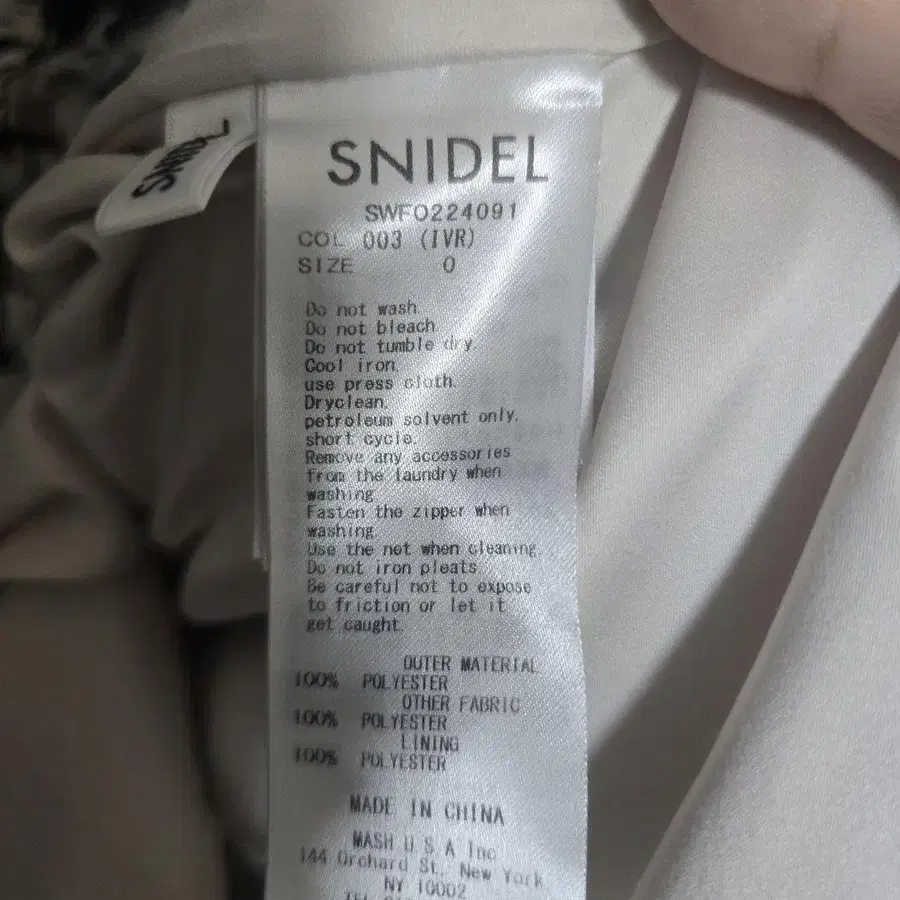 SNIDEL
SNIDEL
SWFO224091
COL 003 (IVR)
SIZE 0
Do not wash.
Do not bleach.
Do not tumble dry.
Cool iron.
use press cloth.
Dryclean.
petroleum solvent only.
short cycle.
Remove any accessories
from the laundry when
washing.
Fasten the zipper when
washing.
Use the net when cleaning.
Do not iron pleats.
Be careful not to expose
to friction or let it
get caught.
OUTER MATERIAL
100% POLYESTER
OTHER FABRIC
100% POLYESTER
LINING
100% POLYESTER
MADE IN CHINA
MASH U.S.A Inc
144 Orchard St. New York.
NY 10002